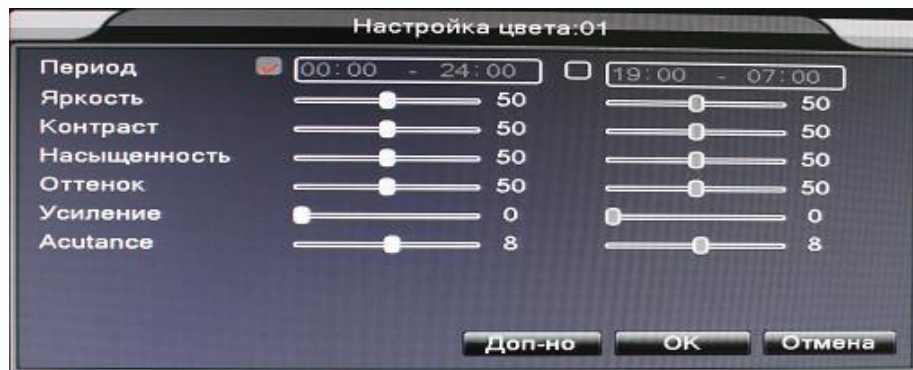 Настройка цвета:01
Период 00:00 - 24:00 19:00 - 07:00
Яркость 50 50
Контраст 50 50
Насыщенность 50 50
Оттенок 50 50
Усиление 0 0
Acutance 8 8
Доп-но ОК Отмена